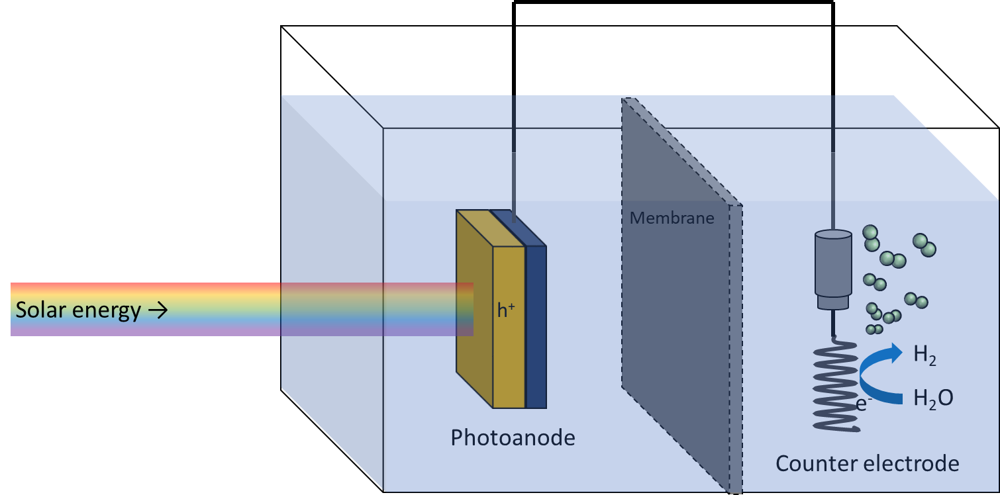 Solar energy →
h⁺
Photoanode
Membrane
H₂
H₂O
e⁻
Counter electrode